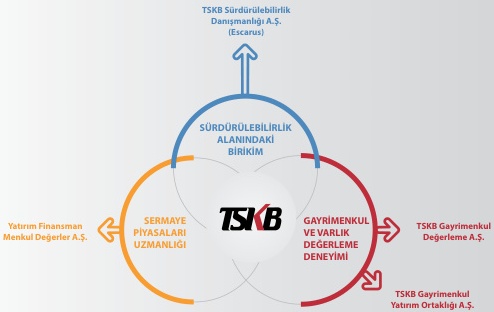 TSKB Sürdürülebilirlik
Danışmanlığı A.Ş.
(Escarus)
SÜRDÜRÜLEBİLİRLİK
ALANINDAKİ
BİRİKİM
Yatırım Finansman
Menkul Değerler A.Ş.
SERMAYE
PİYASALARI
UZMANLIĞI
TSKB
GAYRİMENKUL
VE VARLIK
DEĞERLEME
DENEYİMİ
TSKB Gayrimenkul
Değerleme A.Ş.
TSKB Gayrimenkul
Yatırım Ortaklığı A.Ş.